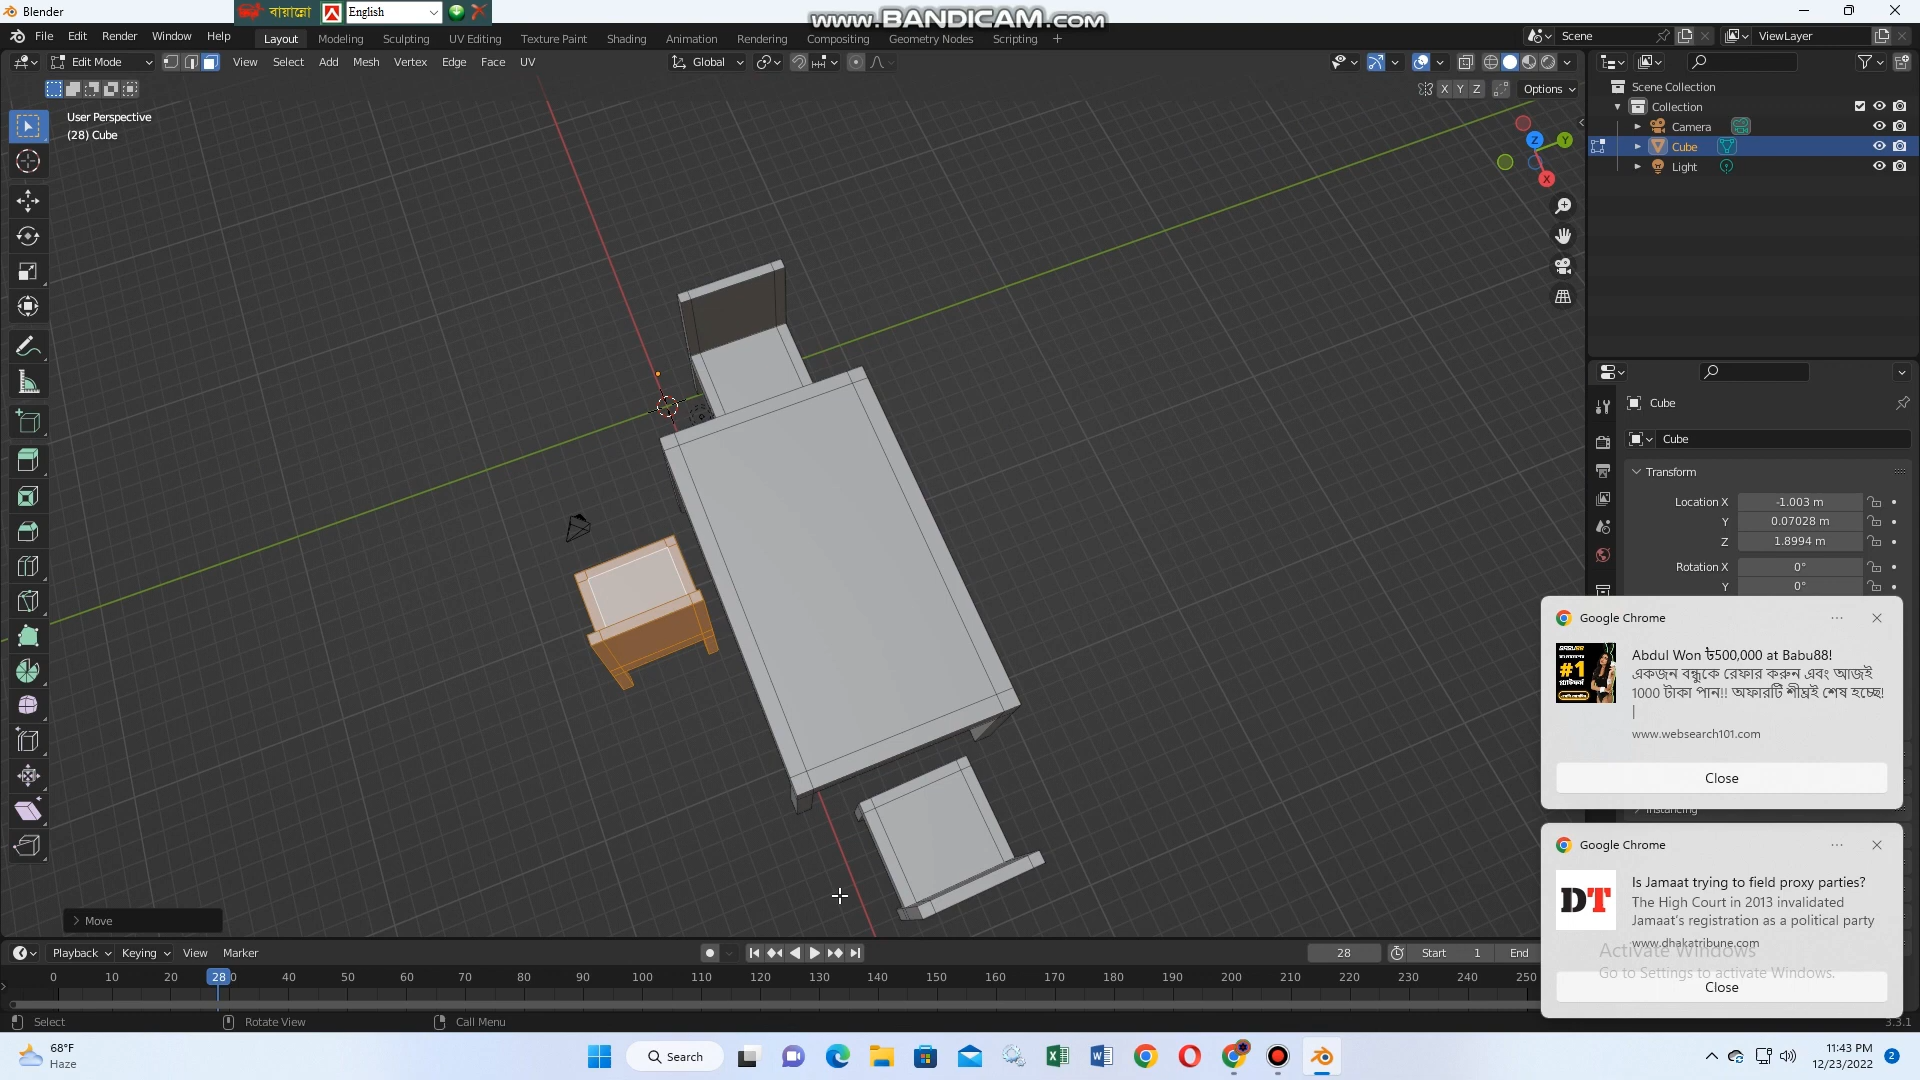 Blender
বায়ান্নো
English
www.BANDICAM.com
File Edit Render Window Help
Layout Modeling Sculpting UV Editing Texture Paint Shading Animation Rendering Compositing Geometry Nodes Scripting +
Scene
ViewLayer
Edit Mode
View Select Add Mesh Vertex Edge Face UV
Global
X Y Z
Options
User Perspective
(28) Cube
Z
Y
X
Scene Collection
Collection
Camera
Cube
Light
Cube
Cube
Transform
Location X -1.003 m
Y 0.07028 m
Z 1.8994 m
Rotation X 0°
Y 0°
Google Chrome
Abdul Won ৳500,000 at Babu88!
একজন বন্ধুকে রেফার করুন এবং আজই
1000 টাকা পান!! অফারটি শীঘ্রই শেষ হচ্ছে!
|
www.websearch101.com
Close
Instancing
Google Chrome
DT
Is Jamaat trying to field proxy parties?
The High Court in 2013 invalidated
Jamaat's registration as a political party
www.dhakatribune.com
Activate Windows
Go to Settings to activate Windows.
Close
#1
Move
Playback Keying View Marker
28
Start 1
End
0 10 20 28 40 50 60 70 80 90 100 110 120 130 140 150 160 170 180 190 200 210 220 230 240 250
Select
Rotate View
Call Menu
3.3.1
68°F
Haze
Search
11:43 PM
12/23/2022
2